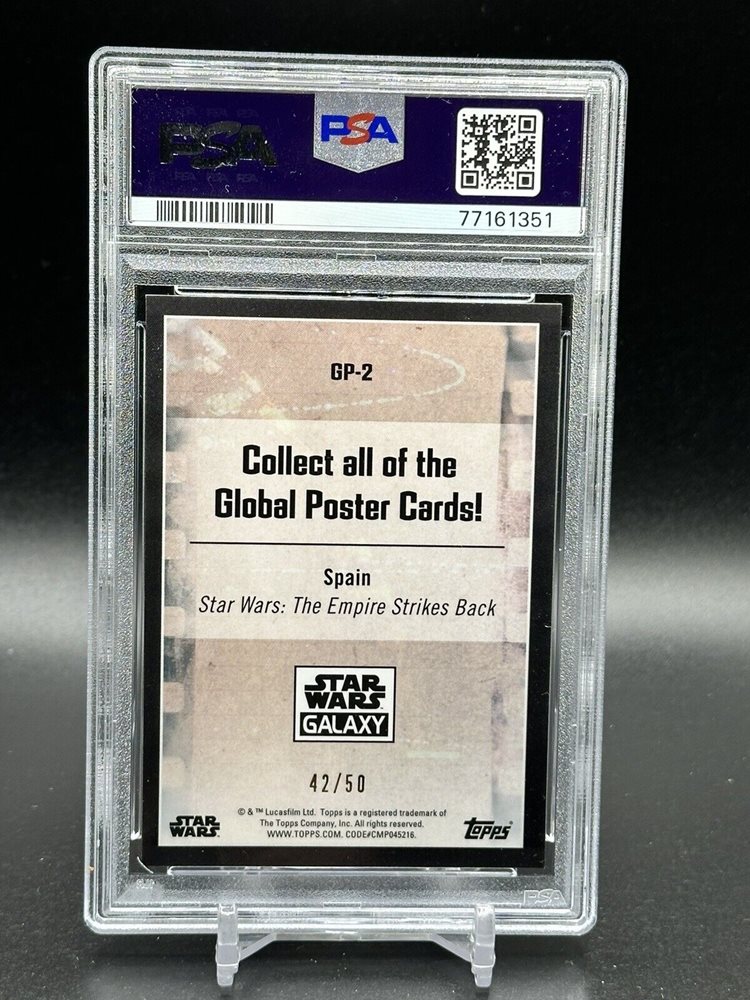 PSA
PSA
77161351
GP-2
Collect all of the
Global Poster Cards!
Spain
Star Wars: The Empire Strikes Back
STAR
WARS
GALAXY
42/50
© & ™ Lucasfilm Ltd. Topps is a registered trademark of
The Topps Company, Inc. All rights reserved.
WWW.TOPPS.COM. CODE#CMP045216.
STAR
WARS
Topps®
PSA